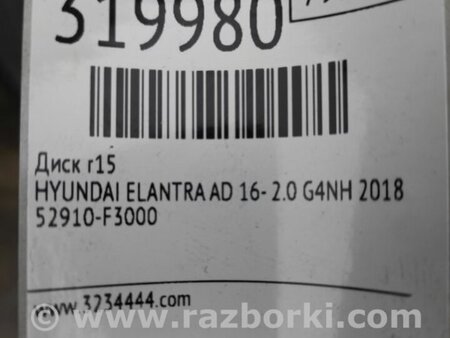 319980
Диск r15
HYUNDAI ELANTRA AD 16- 2.0 G4NH 2018
52910-F3000
www.3234444.com
© www.razborki.com